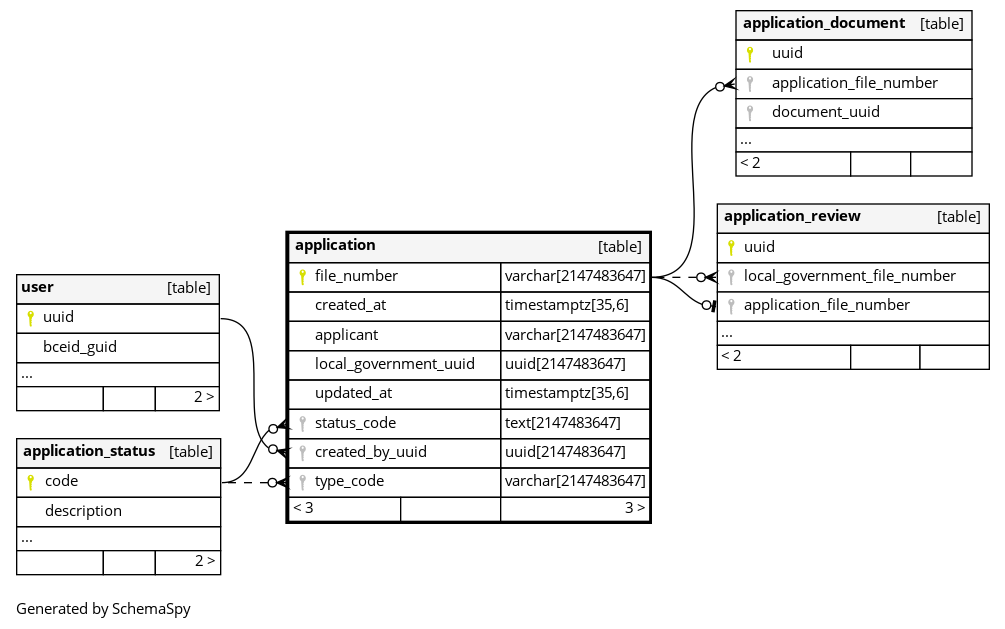 application_document [table]
uuid
application_file_number
document_uuid
...
< 2
application_review [table]
uuid
local_government_file_number
application_file_number
...
< 2
application [table]
file_number varchar[2147483647]
created_at timestamptz[35,6]
applicant varchar[2147483647]
local_government_uuid uuid[2147483647]
updated_at timestamptz[35,6]
status_code text[2147483647]
created_by_uuid uuid[2147483647]
type_code varchar[2147483647]
< 3 3 >
user [table]
uuid
bceid_guid
...
2 >
application_status [table]
code
description
...
2 >
Generated by SchemaSpy